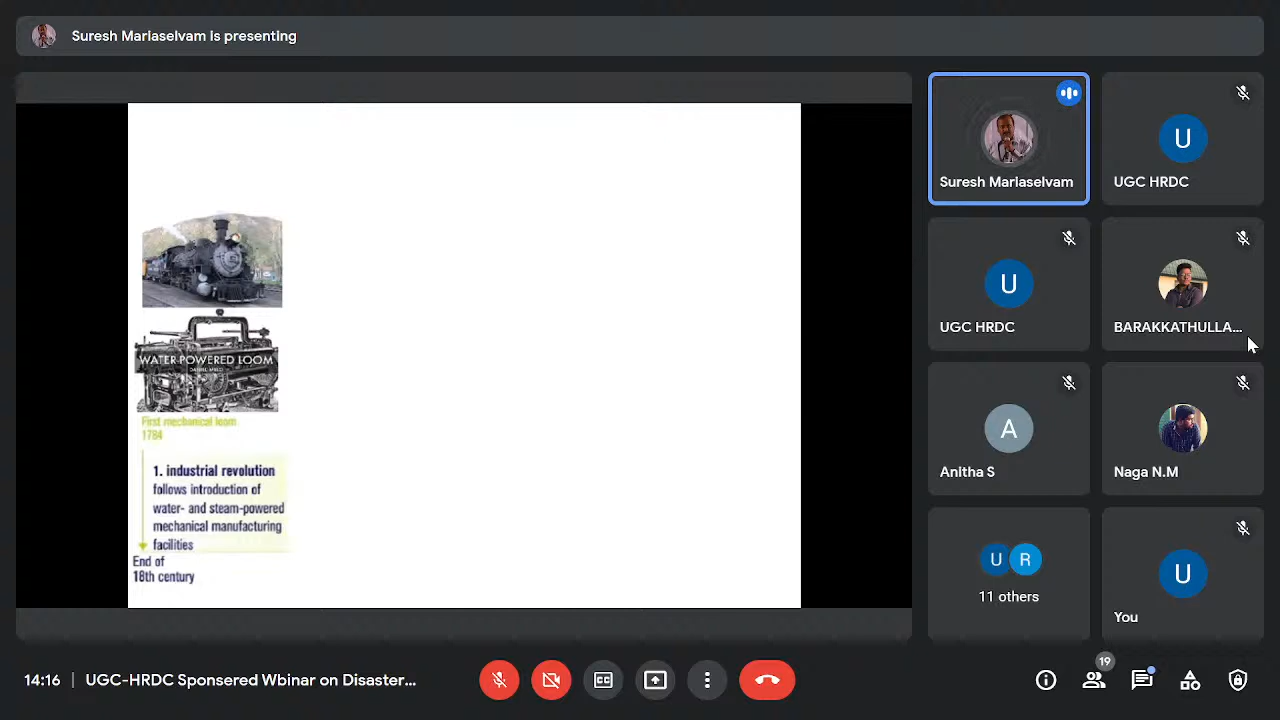 Suresh Mariaselvam is presenting
WATER POWERED LOOM
First mechanical loom
1784
1. industrial revolution
follows introduction of
water- and steam-powered
mechanical manufacturing
facilities
End of
18th century
Suresh Mariaselvam
UGC HRDC
UGC HRDC
BARAKKATHULLA...
A
Anitha S
Naga N.M
U R
11 others
U
You
U
U
14:16 | UGC-HRDC Sponsered Wbinar on Disaster...
19